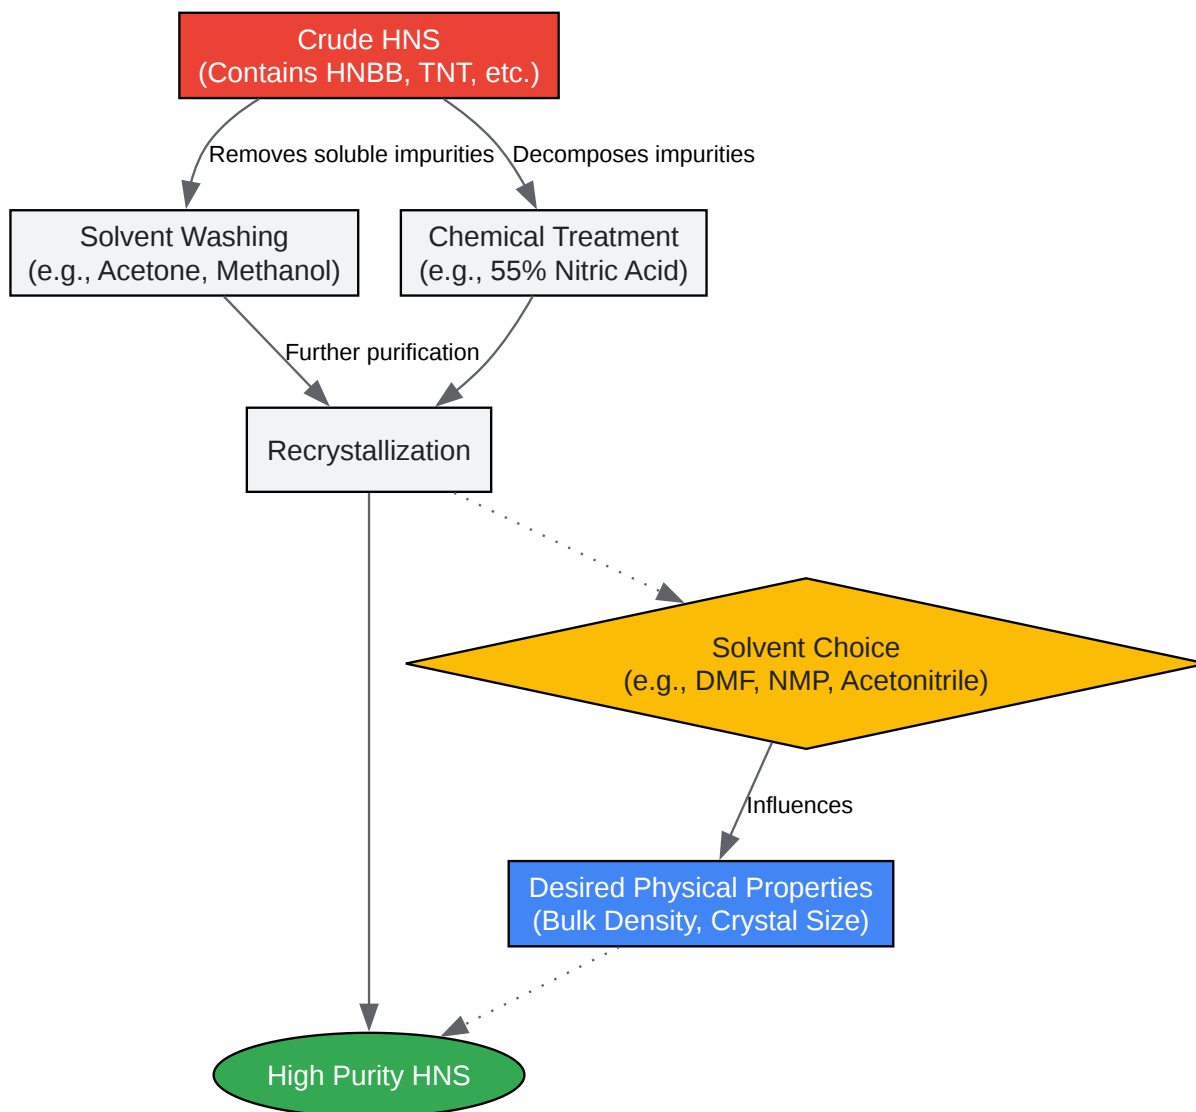 Crude HNS
(Contains HNBB, TNT, etc.)
Removes soluble impurities
Decomposes impurities
Solvent Washing
(e.g., Acetone, Methanol)
Chemical Treatment
(e.g., 55% Nitric Acid)
Further purification
Recrystallization
Solvent Choice
(e.g., DMF, NMP, Acetonitrile)
Influences
Desired Physical Properties
(Bulk Density, Crystal Size)
High Purity HNS